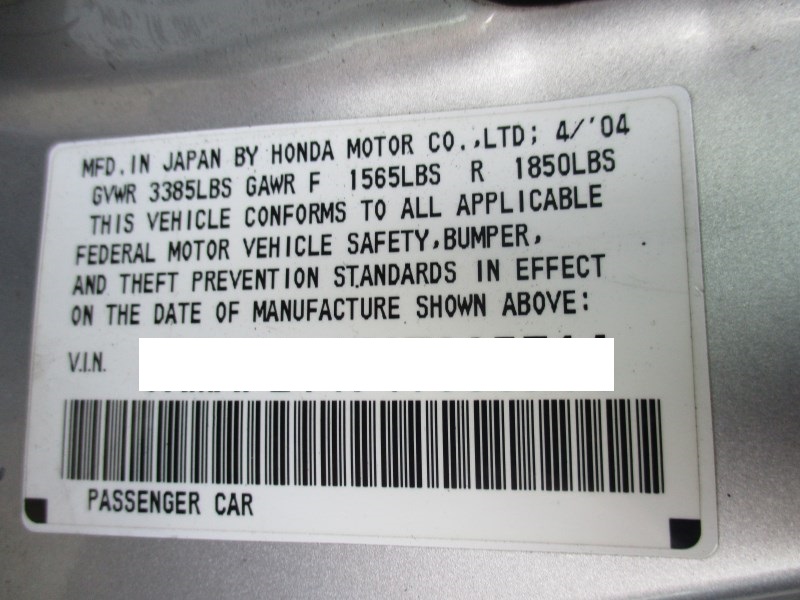 MFD. IN JAPAN BY HONDA MOTOR CO.,LTD; 4/'04
GVWR 3385LBS GAWR F 1565LBS R 1850LBS
THIS VEHICLE CONFORMS TO ALL APPLICABLE
FEDERAL MOTOR VEHICLE SAFETY,BUMPER,
AND THEFT PREVENTION STANDARDS IN EFFECT
ON THE DATE OF MANUFACTURE SHOWN ABOVE:
V.I.N.
PASSENGER CAR